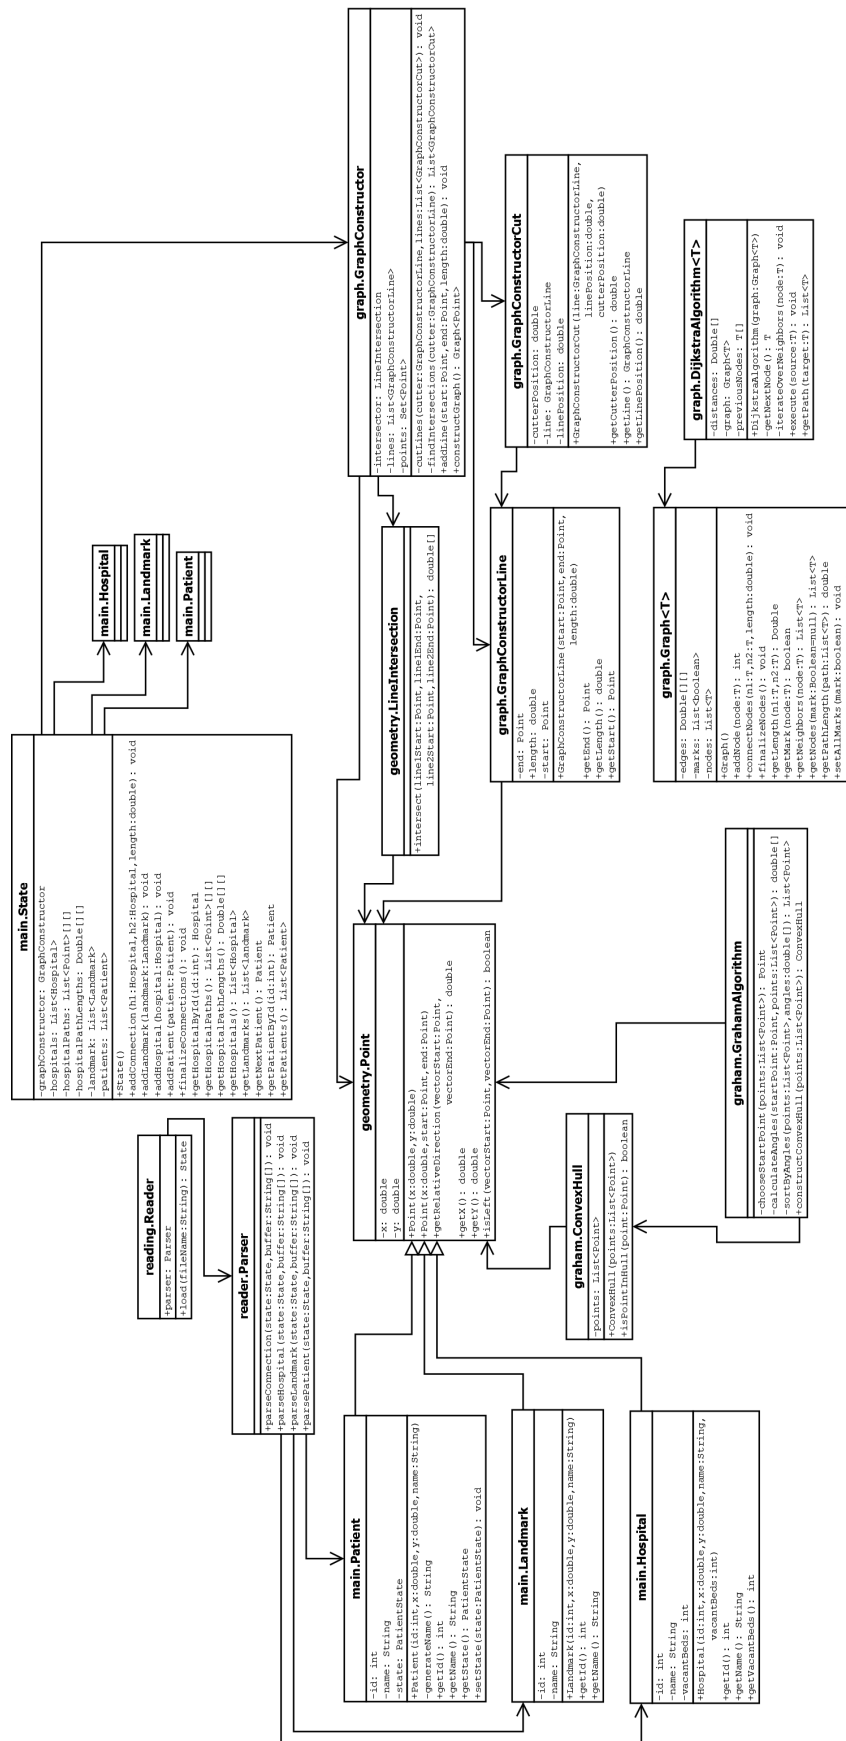 main.State
-graphConstructor: GraphConstructor
-hospitals: List<Hospital>
-hospitalPaths: List<Point>[][]
-hospitalPathLengths: Double[][]
-landmark: List<Landmark>
-patients: List<Patient>
+State()
+addConnection(h1:Hospital,h2:Hospital,length:double): void
+addLandmark(landmark:Landmark): void
+addHospital(hospital:Hospital): void
+addPatient(patient:Patient): void
+finalizeConnections(): void
+getHospitalById(id:int): Hospital
+getHospitalPaths(): List<Point>[][]
+getHospitalPathLengths(): Double[][]
+getHospitals(): List<Hospital>
+getLandmarks(): List<landmark>
+getNextPatient(): Patient
+getPatientById(id:int): Patient
+getPatients(): List<Patient>
main.Hospital
main.Landmark
main.Patient
reading.Reader
+parser: Parser
+load(fileName:String): State
reader.Parser
+parseConnection(state:State,buffer:String[]): void
+parseHospital(state:State,buffer:String[]): void
+parseLandmark(state:State,buffer:String[]): void
+parsePatient(state:State,buffer:String[]): void
graph.GraphConstructor
-intersector: LineIntersection
-lines: List<GraphConstructorLine>
-points: Set<Point>
-cutLines(cutter:GraphConstructorLine,lines:List<GraphConstructorCut>): void
-findIntersections(cutter:GraphConstructorLine): List<GraphConstructorCut>
+addLine(start:Point,end:Point,length:double): void
+constructGraph(): Graph<Point>
geometry.LineIntersection
+intersect(line1Start:Point,line1End:Point,
line2Start:Point,line2End:Point): double[]
geometry.Point
-x: double
-y: double
+Point(x:double,y:double)
+Point(x:double,start:Point,end:Point)
+getRelativeDirection(vectorStart:Point,
vectorEnd:Point): double
+getX(): double
+getY(): double
+isLeft(vectorStart:Point,vectorEnd:Point): boolean
main.Patient
-id: int
-name: String
-state: PatientState
+Patient(id:int,x:double,y:double,name:String)
-generateName(): String
+getId(): int
+getName(): String
+getState(): PatientState
+setState(state:PatientState): void
graph.GraphConstructorCut
-cutterPosition: double
-line: GraphConstructorLine
-linePosition: double
+GraphConstructorCut(line:GraphConstructorLine,
linePosition:double,
cutterPosition:double)
+getCutterPosition(): double
+getLine(): GraphConstructorLine
+getLinePosition(): double
graph.GraphConstructorLine
-end: Point
+length: double
-start: Point
+GraphConstructorLine(start:Point,end:Point,
length:double)
+getEnd(): Point
+getLength(): double
+getStart(): Point
main.Landmark
-id: int
-name: String
+Landmark(id:int,x:double,y:double,name:String)
+getId(): int
+getName(): String
graham.ConvexHull
-points: List<Point>
+ConvexHull(points:List<Point>)
+isPointInHull(point:Point): boolean
main.Hospital
-id: int
-name: String
-vacantBeds: int
+Hospital(id:int,x:double,y:double,name:String,
vacantBeds:int)
+getId(): int
+getName(): String
+getVacantBeds(): int
graph.DijkstraAlgorithm<T>
-distances: Double[]
-graph: Graph<T>
-previousNodes: T[]
+DijkstraAlgorithm(graph:Graph<T>)
-getNextNode(): T
-iterateOverNeighbors(node:T): void
+execute(source:T): void
+getPath(target:T): List<T>
graph.Graph<T>
-edges: Double[][]
-marks: List<boolean>
-nodes: List<T>
+Graph()
+addNode(node:T): int
+connectNodes(n1:T,n2:T,length:double): void
+finalizeNodes(): void
+getLength(n1:T,n2:T): Double
+getMark(node:T): boolean
+getNeighbors(node:T): List<T>
+getNodes(mark:Boolean=null): List<T>
+getPathLength(path:List<T>): double
+setAllMarks(mark:boolean): void
graham.GrahamAlgorithm
-chooseStartPoint(points:List<Point>): Point
-calculateAngles(startPoint:Point,points:List<Point>): double[]
-sortByAngles(points:List<Point>,angles:double[]): List<Point>
+constructConvexHull(points:List<Point>): ConvexHull